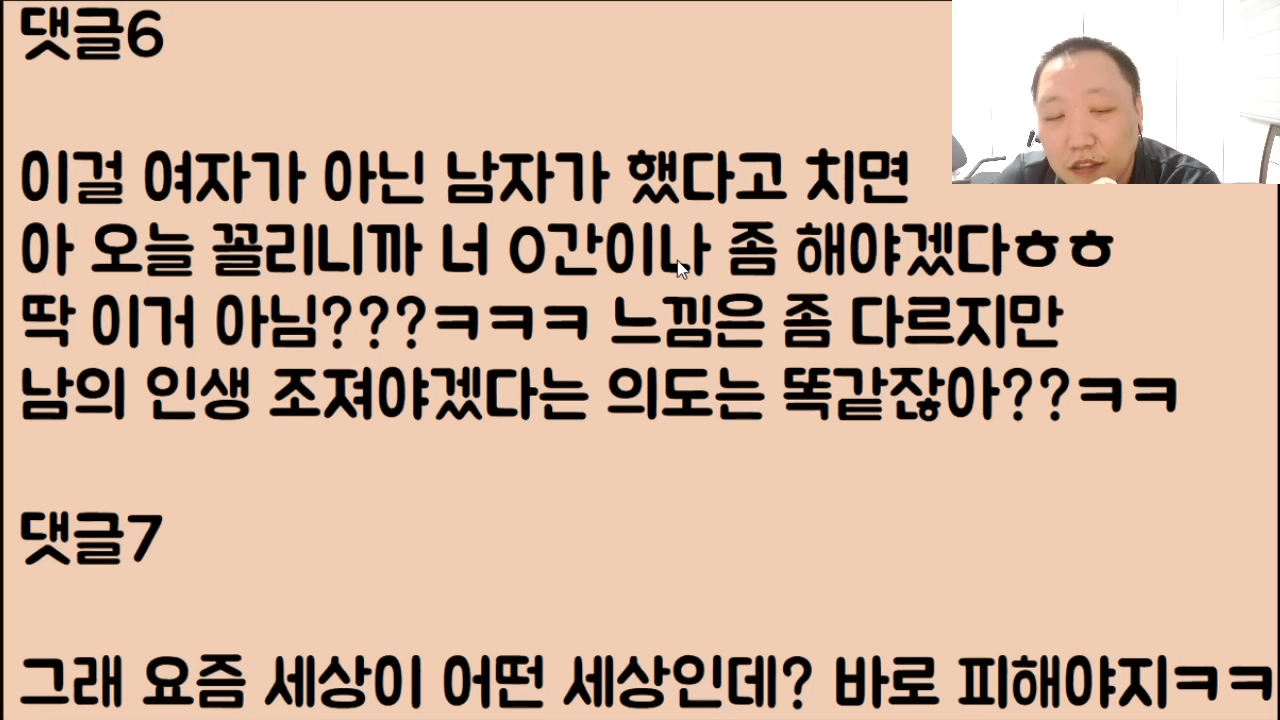 댓글6
이걸 여자가 아닌 남자가 했다고 치면
아 오늘 꼴리니까 너 0간이나 좀 해야겠다ㅎㅎ
딱 이거 아님???ㅋㅋㅋ 느낌은 좀 다르지만
남의 인생 조져야겠다는 의도는 똑같잖아??ㅋㅋ
댓글7
그래 요즘 세상이 어떤 세상인데? 바로 피해야지ㅋㅋ